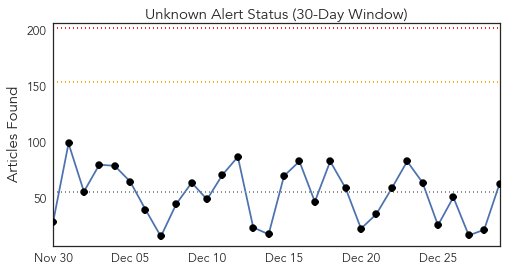 Unknown Alert Status (30-Day Window)
Articles Found
200
150
100
50
Nov 30 Dec 05 Dec 10 Dec 15 Dec 20 Dec 25